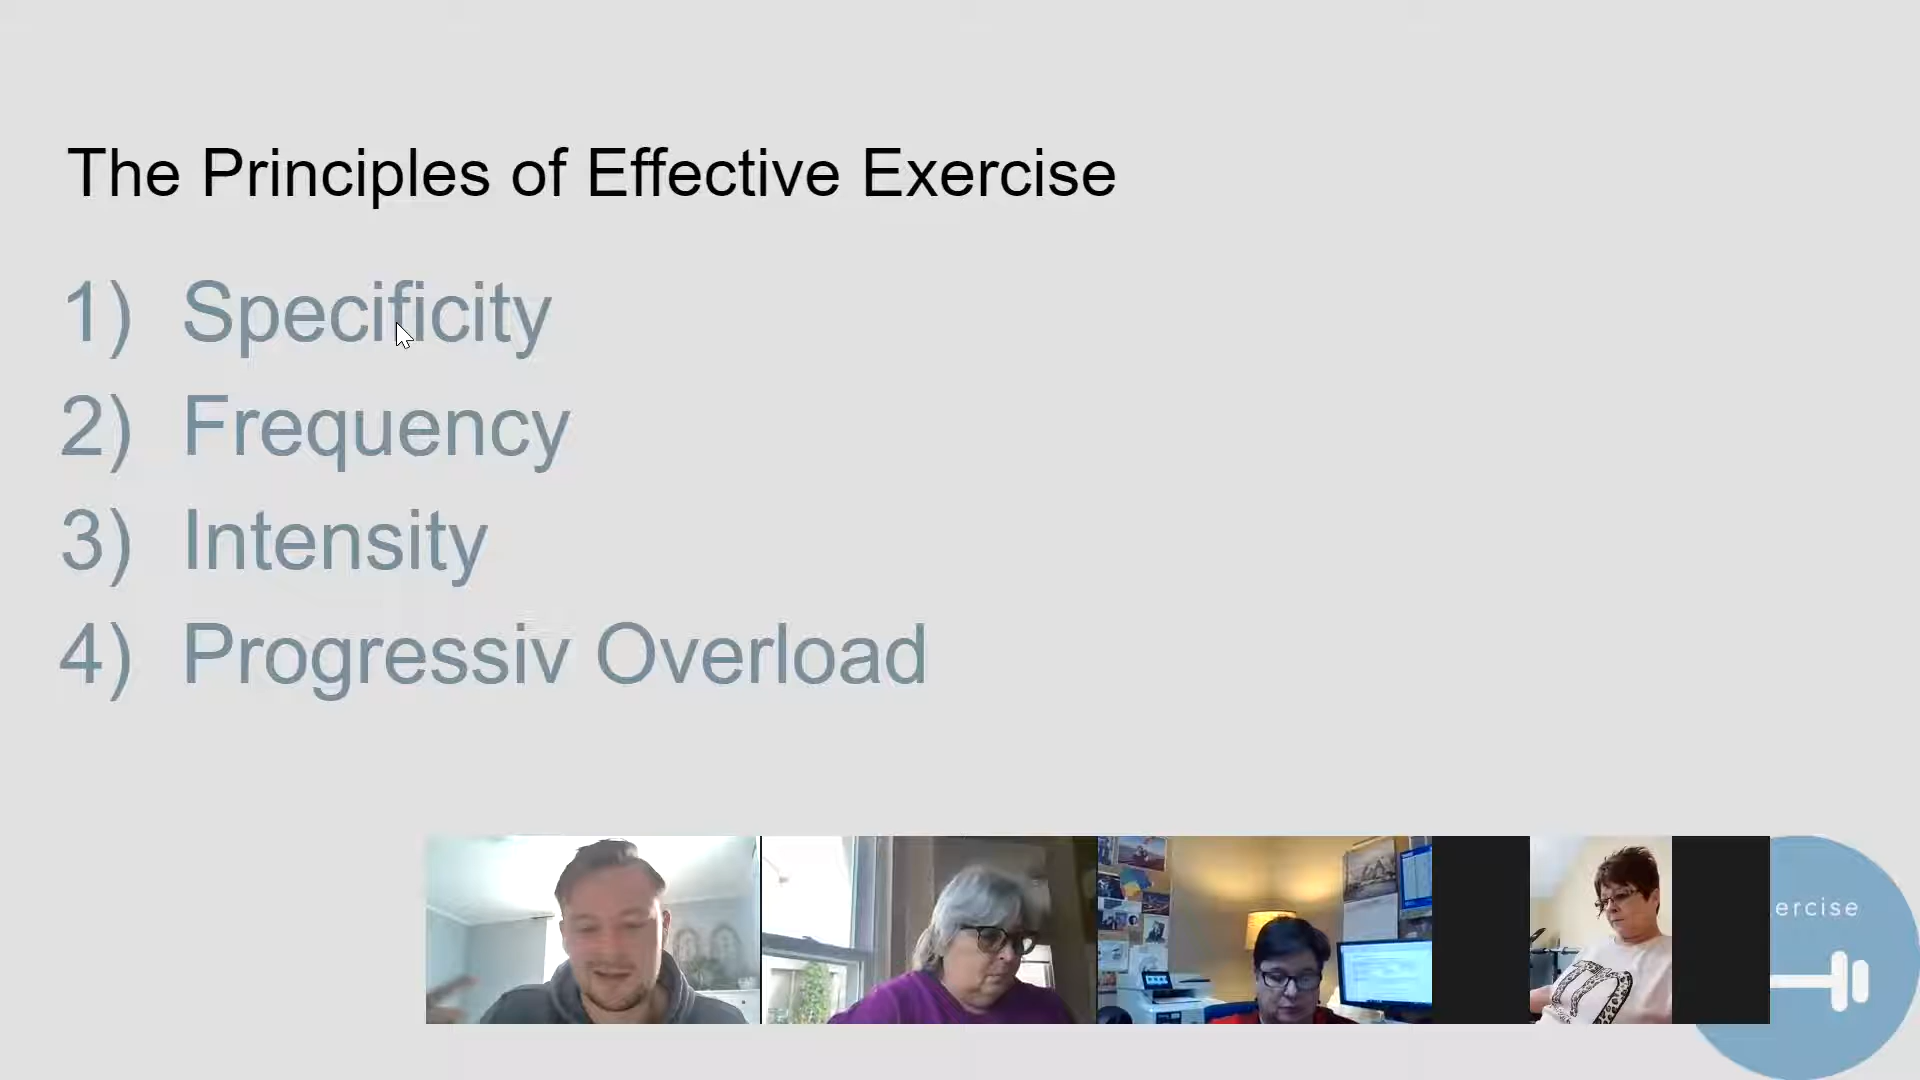 The Principles of Effective Exercise
1) Specificity
2) Frequency
3) Intensity
4) Progressiv Overload
ercise